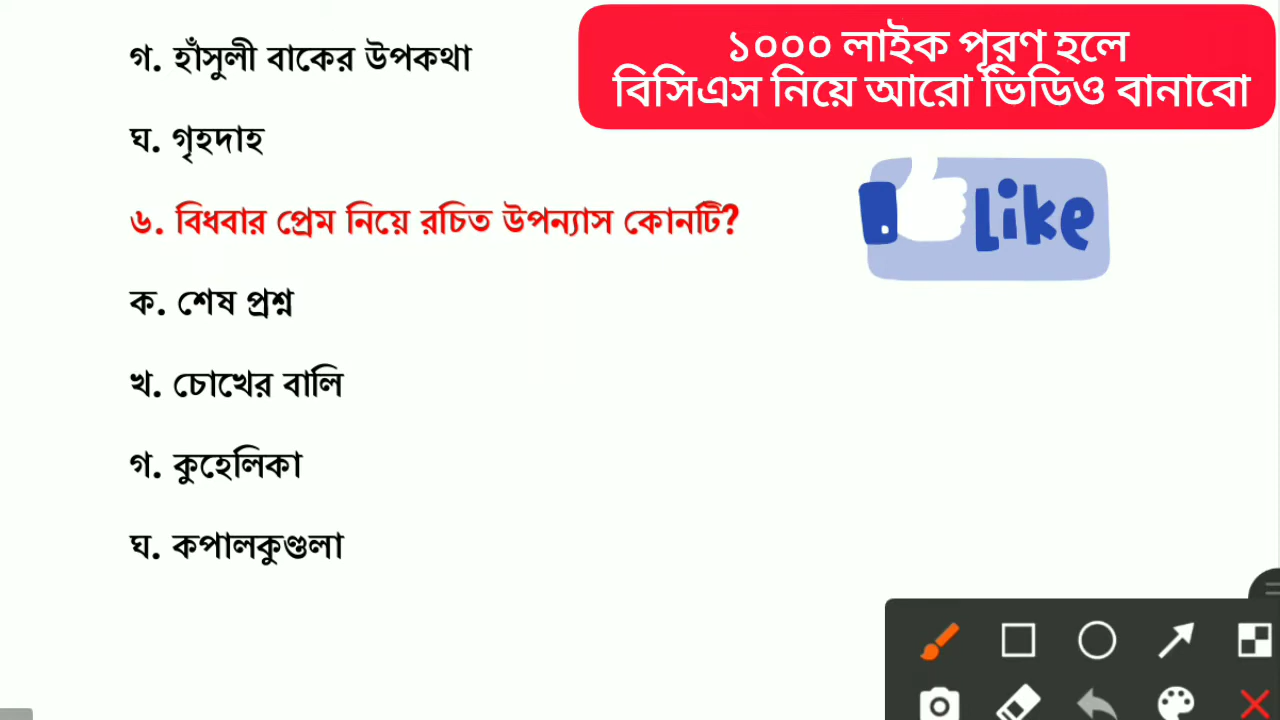 ১০০০ লাইক পূরণ হলে
বিসিএস নিয়ে আরো ভিডিও বানাবো
গ. হাঁসুলী বাকের উপকথা
ঘ. গৃহদাহ
৬. বিধবার প্রেম নিয়ে রচিত উপন্যাস কোনটি?
Like
ক. শেষ প্রশ্ন
খ. চোখের বালি
গ. কুহেলিকা
ঘ. কপালকুণ্ডলা